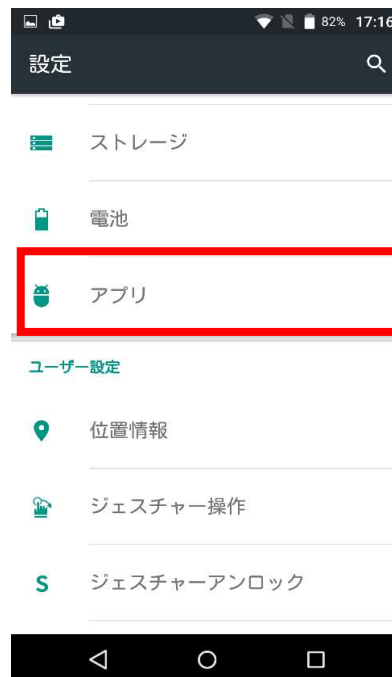 82% 17:16
設定
ストレージ
電池
アプリ
ユーザー設定
位置情報
ジェスチャー操作
S ジェスチャーアンロック